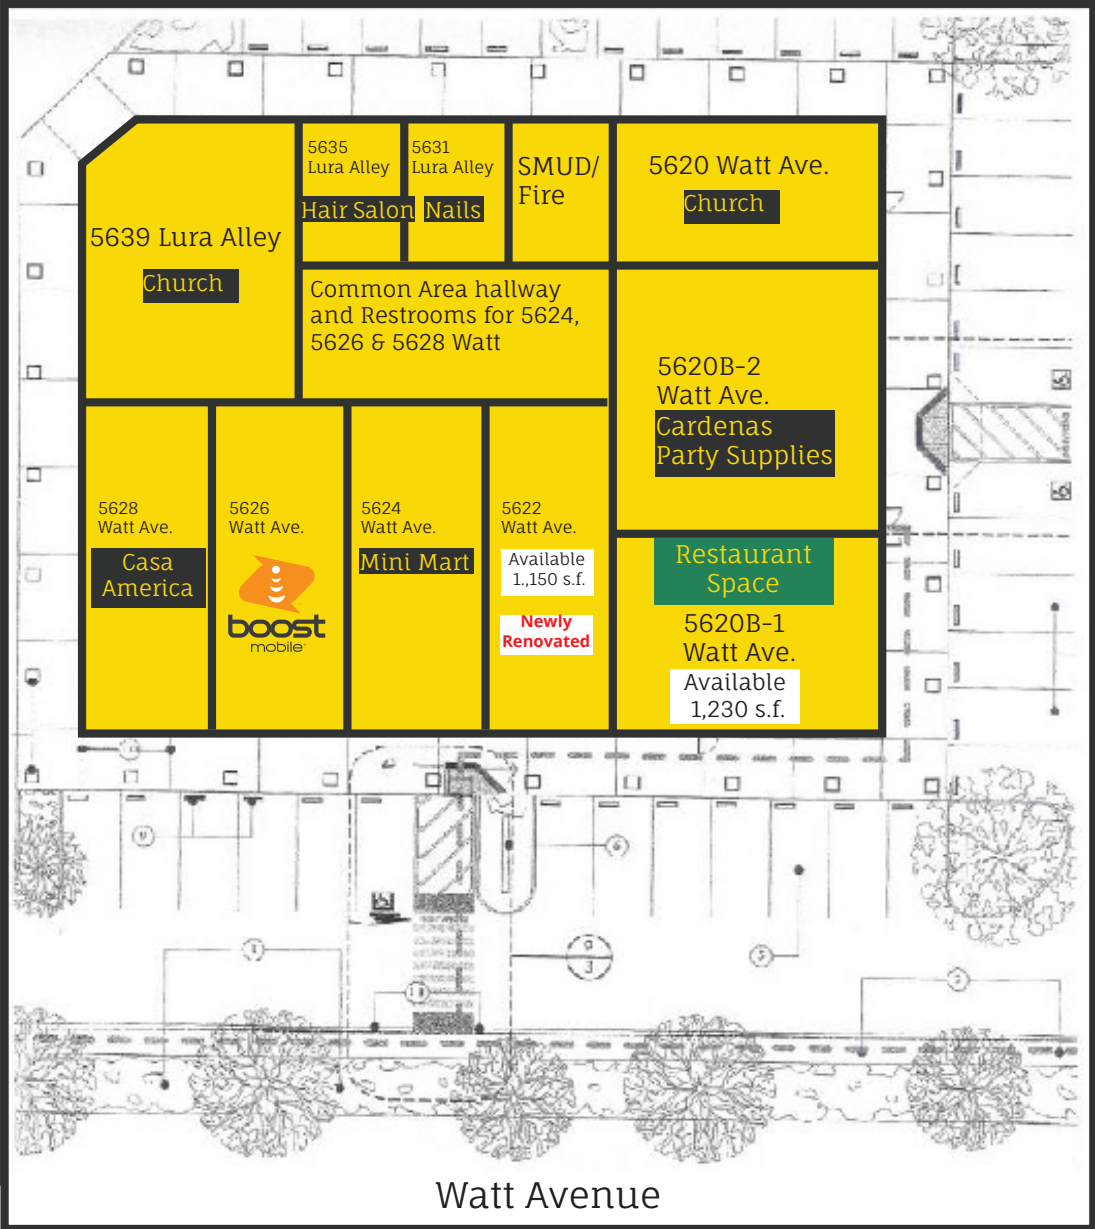 5635
Lura Alley
Hair Salon
5631
Lura Alley
Nails
SMUD/
Fire
5620 Watt Ave.
Church
5639 Lura Alley
Church
Common Area hallway
and Restrooms for 5624,
5626 & 5628 Watt
5620B-2
Watt Ave.
Cardenas
Party Supplies
5628
Watt Ave.
Casa
America
5626
Watt Ave.
boost
mobile
5624
Watt Ave.
Mini Mart
5622
Watt Ave.
Available
1.,150 s.f.
Newly
Renovated
Restaurant
Space
5620B-1
Watt Ave.
Available
1,230 s.f.
Watt Avenue